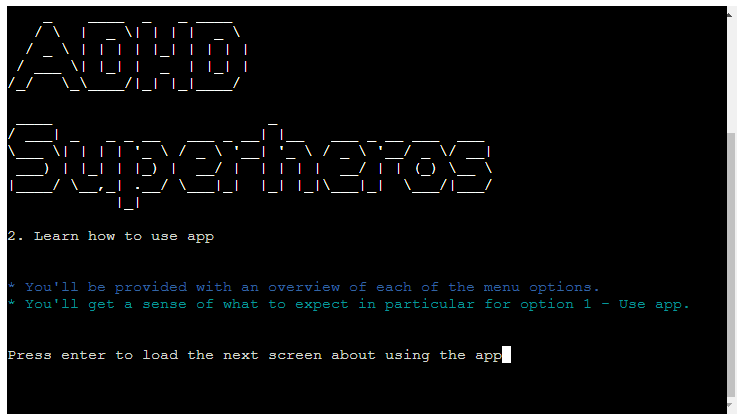 ADHD
Superheros
2. Learn how to use app
* You'll be provided with an overview of each of the menu options.
* You'll get a sense of what to expect in particular for option 1 - Use app.
Press enter to load the next screen about using the app